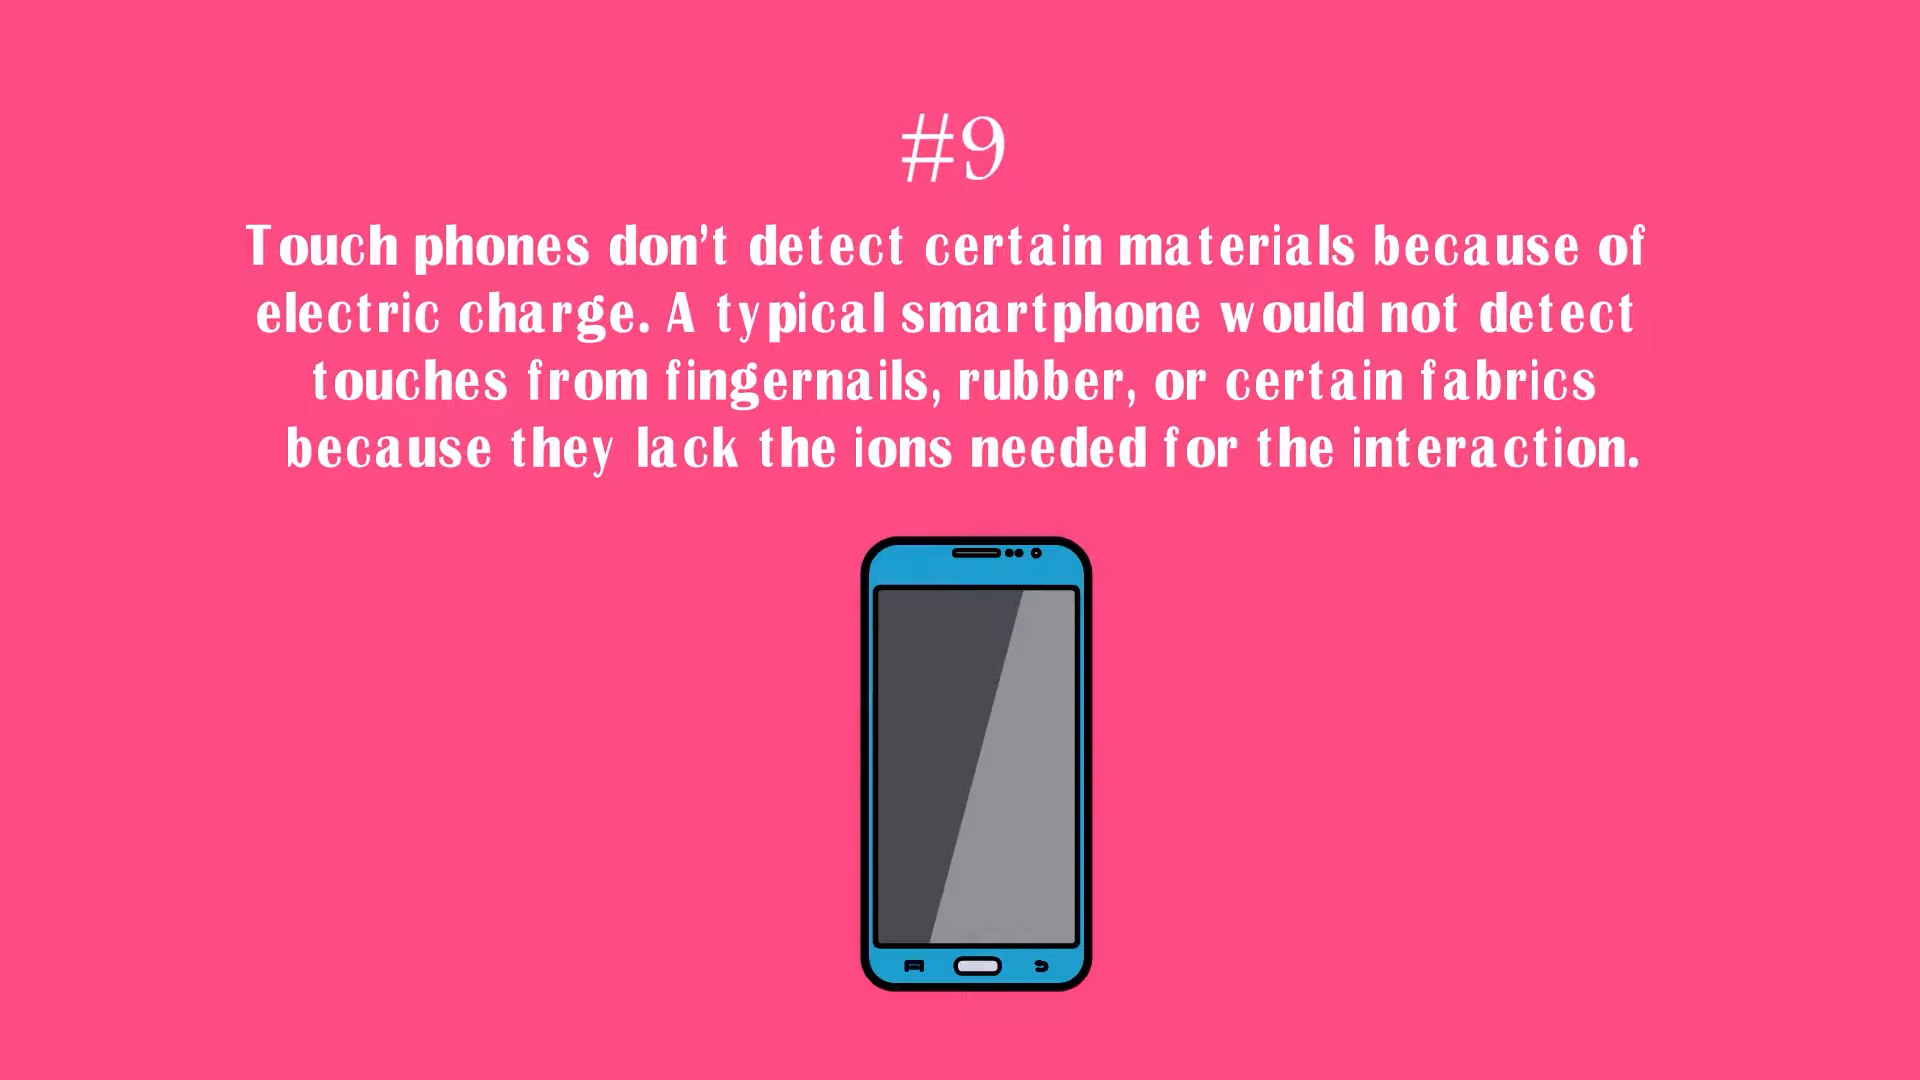 #9
Touch phones don't detect certain materials because of
electric charge. A typical smartphone would not detect
touches from fingernails, rubber, or certain fabrics
because they lack the ions needed for the interaction.